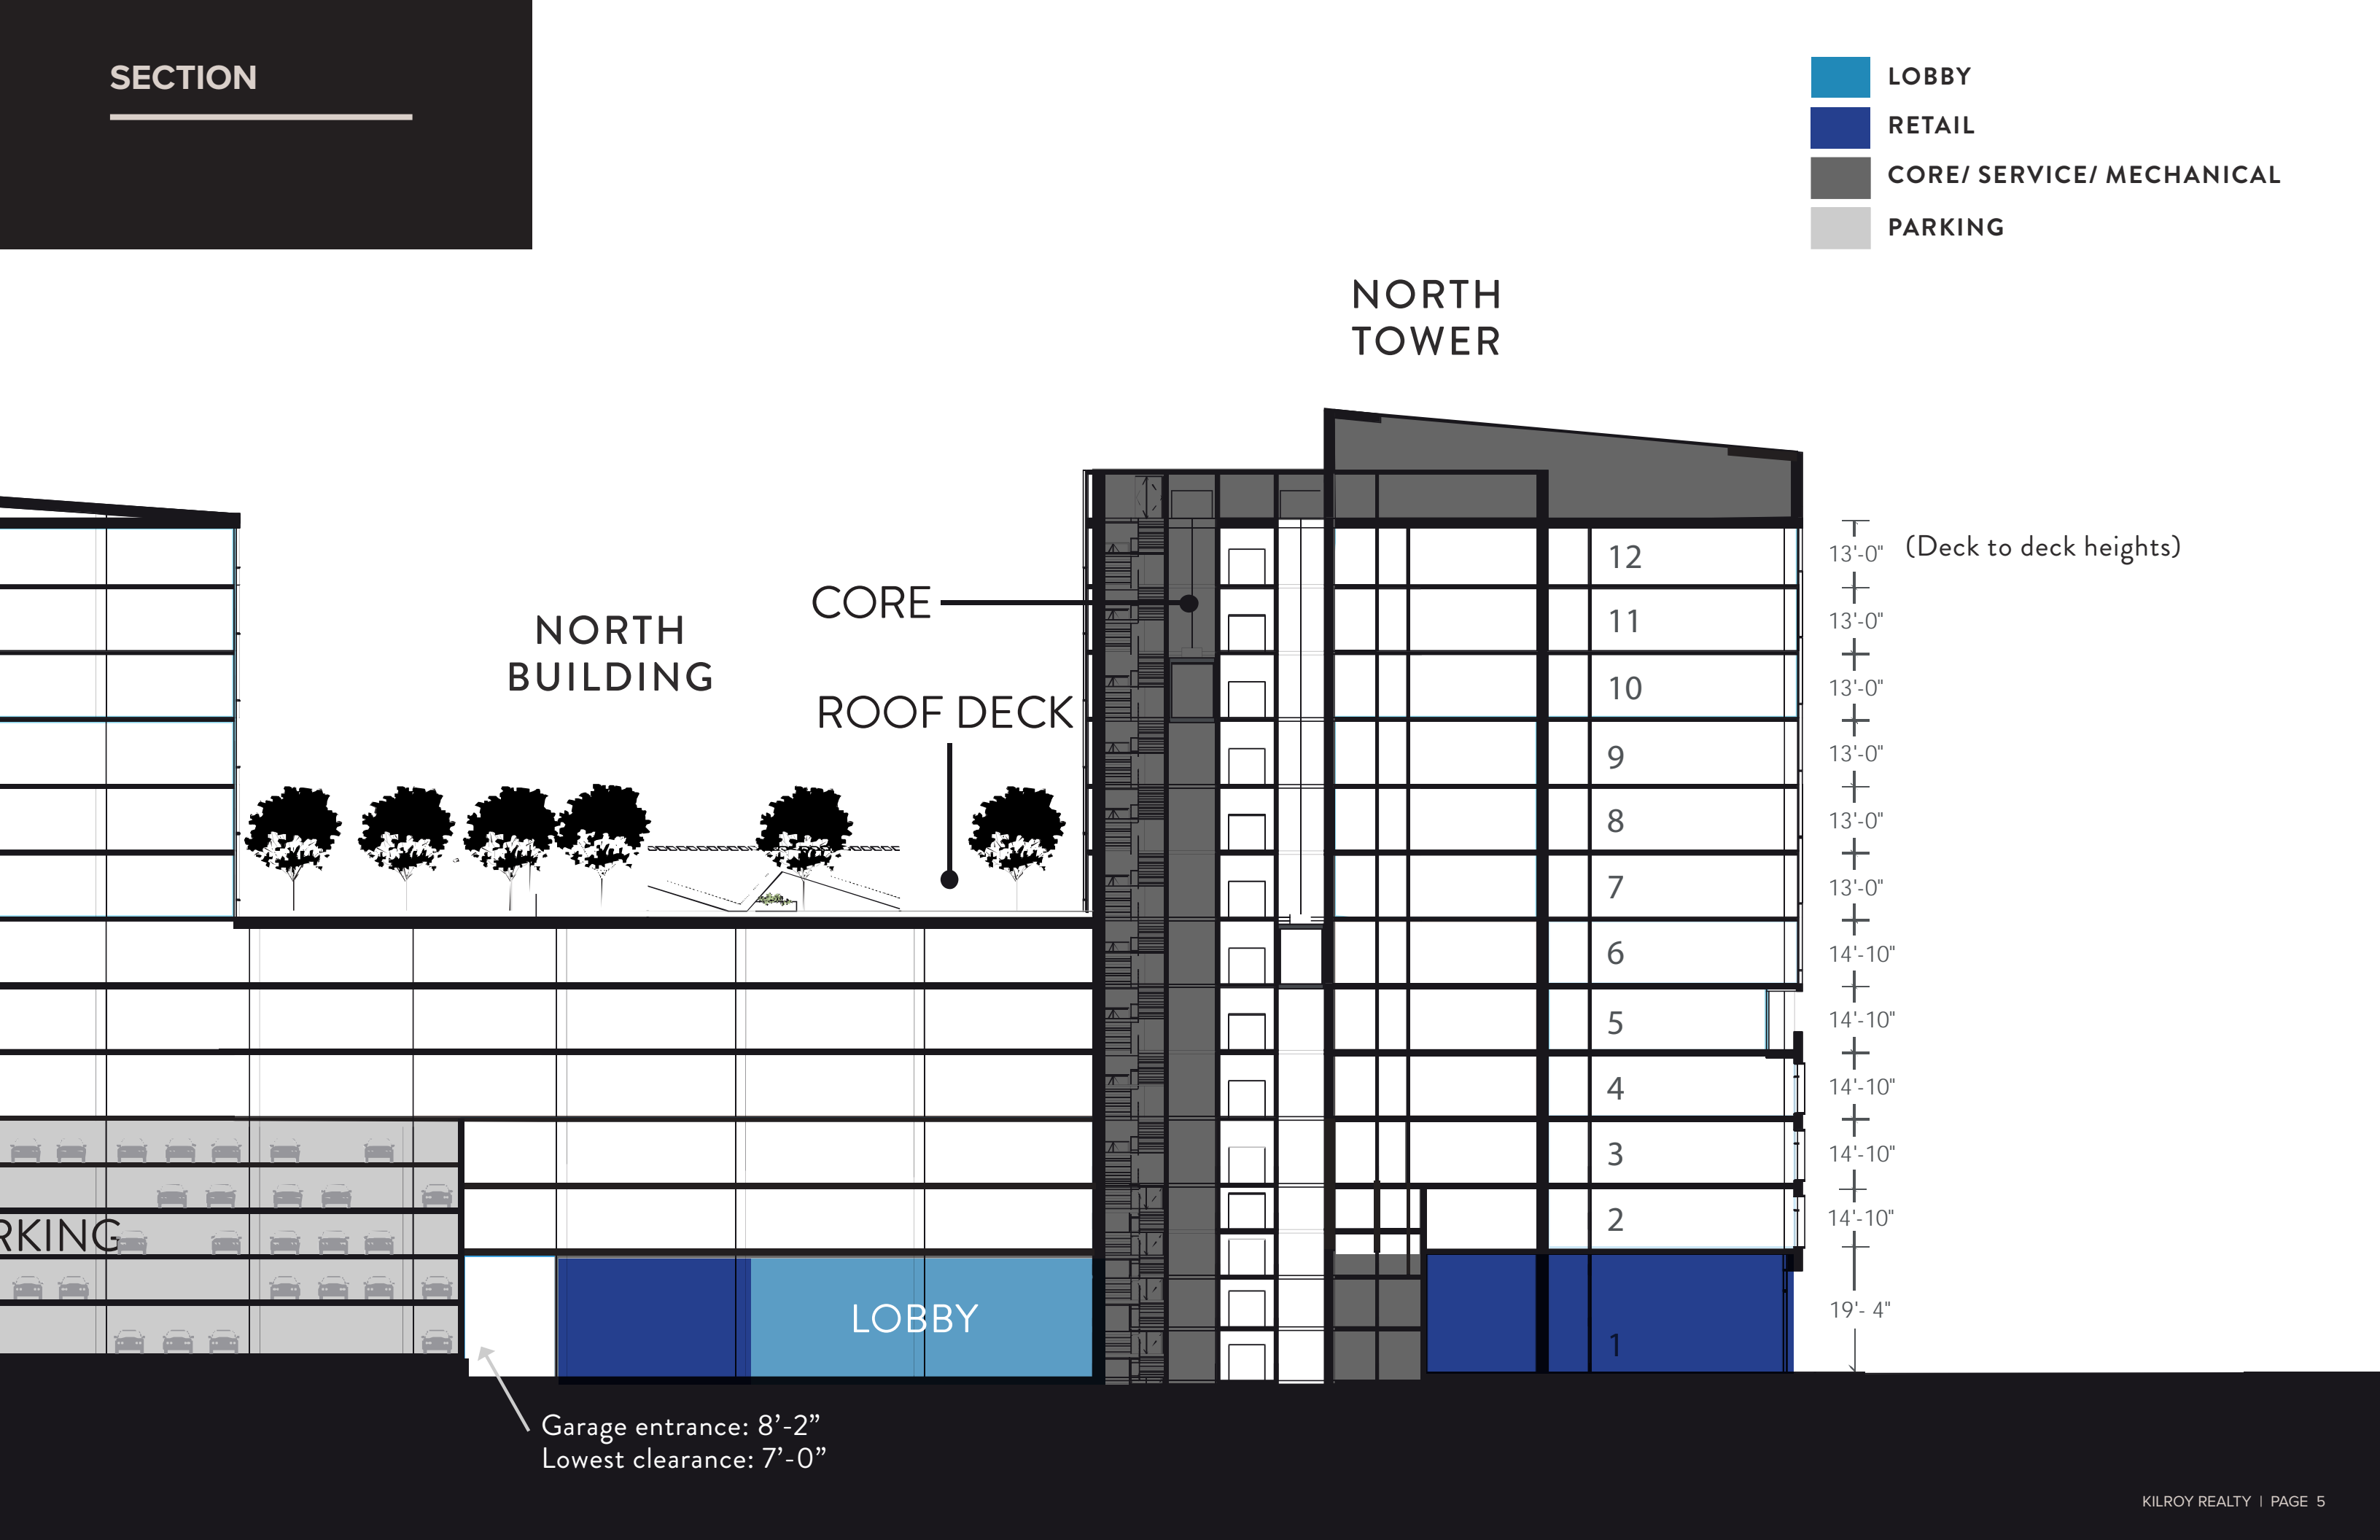 SECTION
LOBBY
RETAIL
CORE/ SERVICE/ MECHANICAL
PARKING
NORTH
TOWER
(Deck to deck heights)
CORE
NORTH
BUILDING
ROOF DECK
12
13'-0"
11
13'-0"
10
13'-0"
9
13'-0"
8
13'-0"
7
13'-0"
6
14'-10"
5
14'-10"
4
14'-10"
3
14'-10"
2
14'-10"
RKING
LOBBY
1
19'- 4"
Garage entrance: 8’-2”
Lowest clearance: 7’-0”
KILROY REALTY | PAGE 5